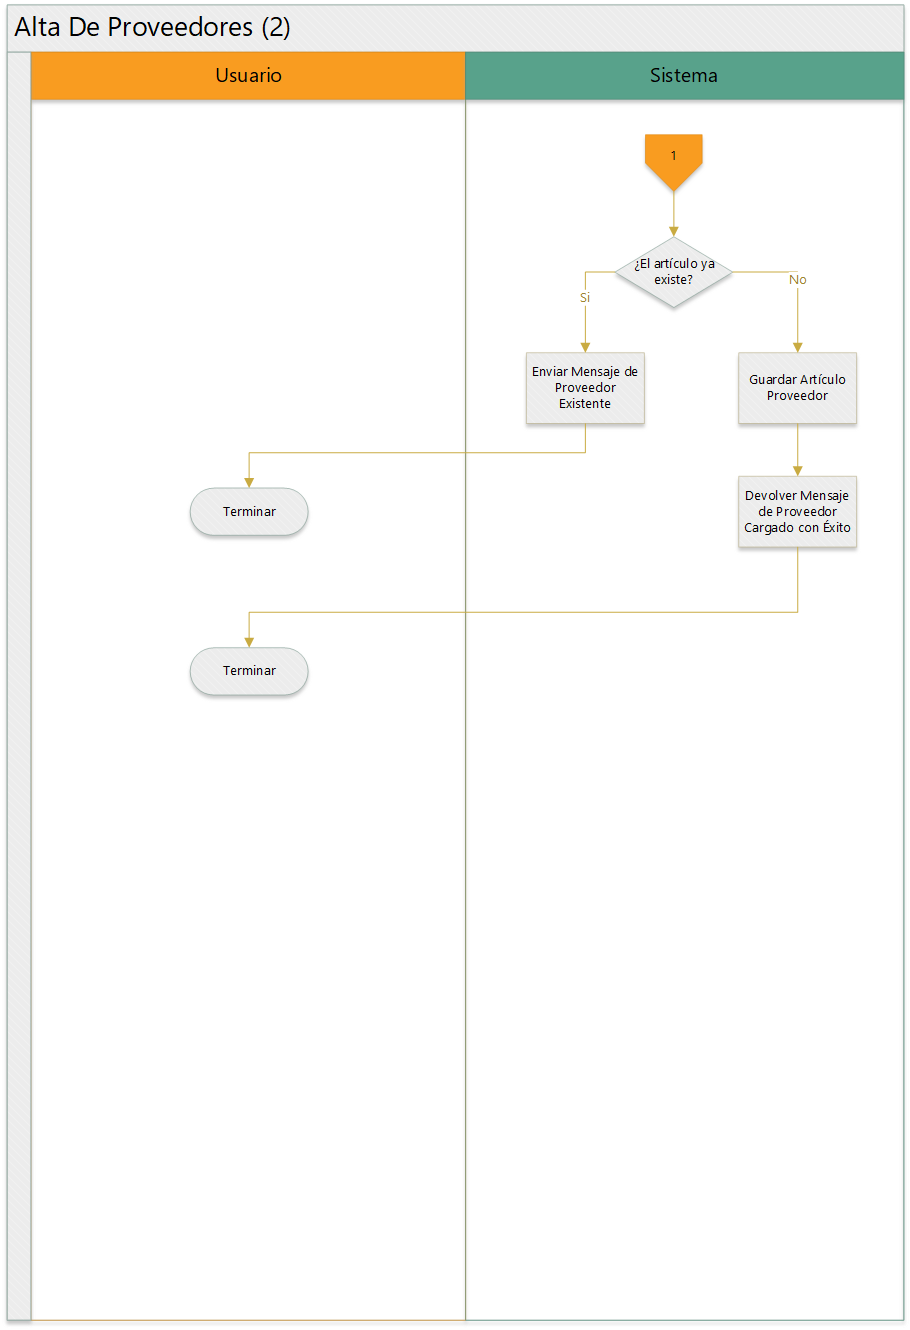 Alta De Proveedores (2)
Usuario
Sistema
1
¿El artículo ya
existe?
Si
No
Enviar Mensaje de
Proveedor
Existente
Guardar Artículo
Proveedor
Terminar
Devolver Mensaje
de Proveedor
Cargado con Éxito
Terminar